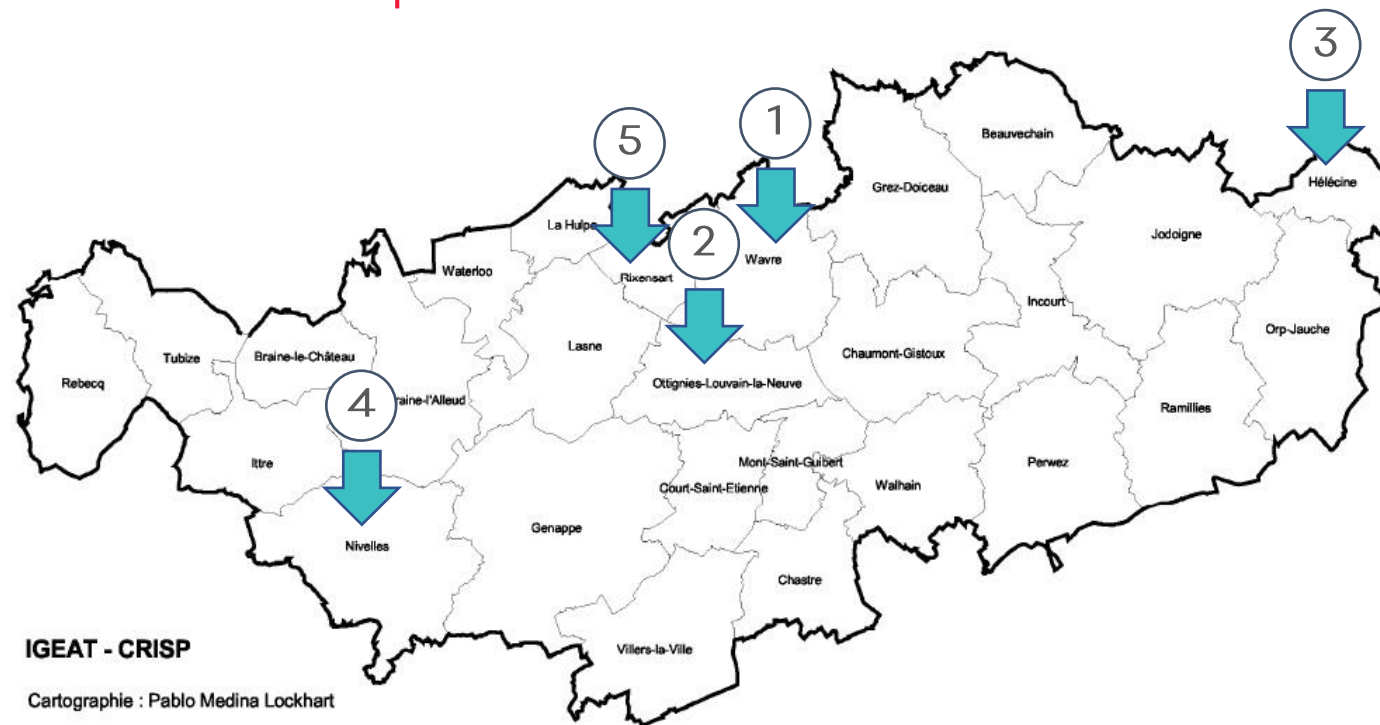 3
1
5
Beauvechain
Grez-Doiceau
Hélécine
La Hulpe
2
Jodoigne
Wavre
Waterloo
Rixensart
Incourt
Orp-Jauche
Lasne
Chaumont-Gistoux
Braine-le-Château
Tubize
Rebecq
Ottignies-Louvain-la-Neuve
4
raine-l'Alleud
Ramillies
Ittre
Mont-Saint-Guibert
Perwez
Court-Saint-Etienne
Walhain
Genappe
Nivelles
Chastre
Villers-la-Ville
IGEAT - CRISP
Cartographie : Pablo Medina Lockhart